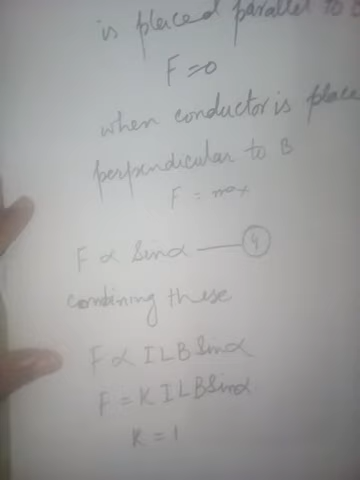 is placed parallel to B
F=0
when conductor is place
perpendicular to B
F = max
F ∝ Sinα —— 4
combining these
F ∝ ILB Sinα
F = K ILB Sinα
K = 1